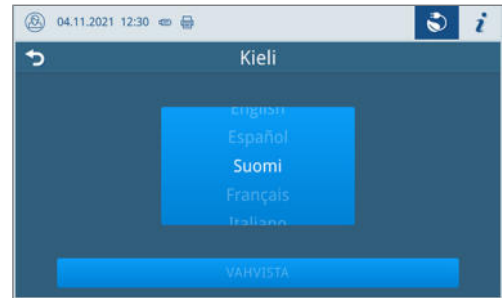 04.11.2021 12:30
Kieli
English
Español
Suomi
Français
Italiano
VAHVISTA